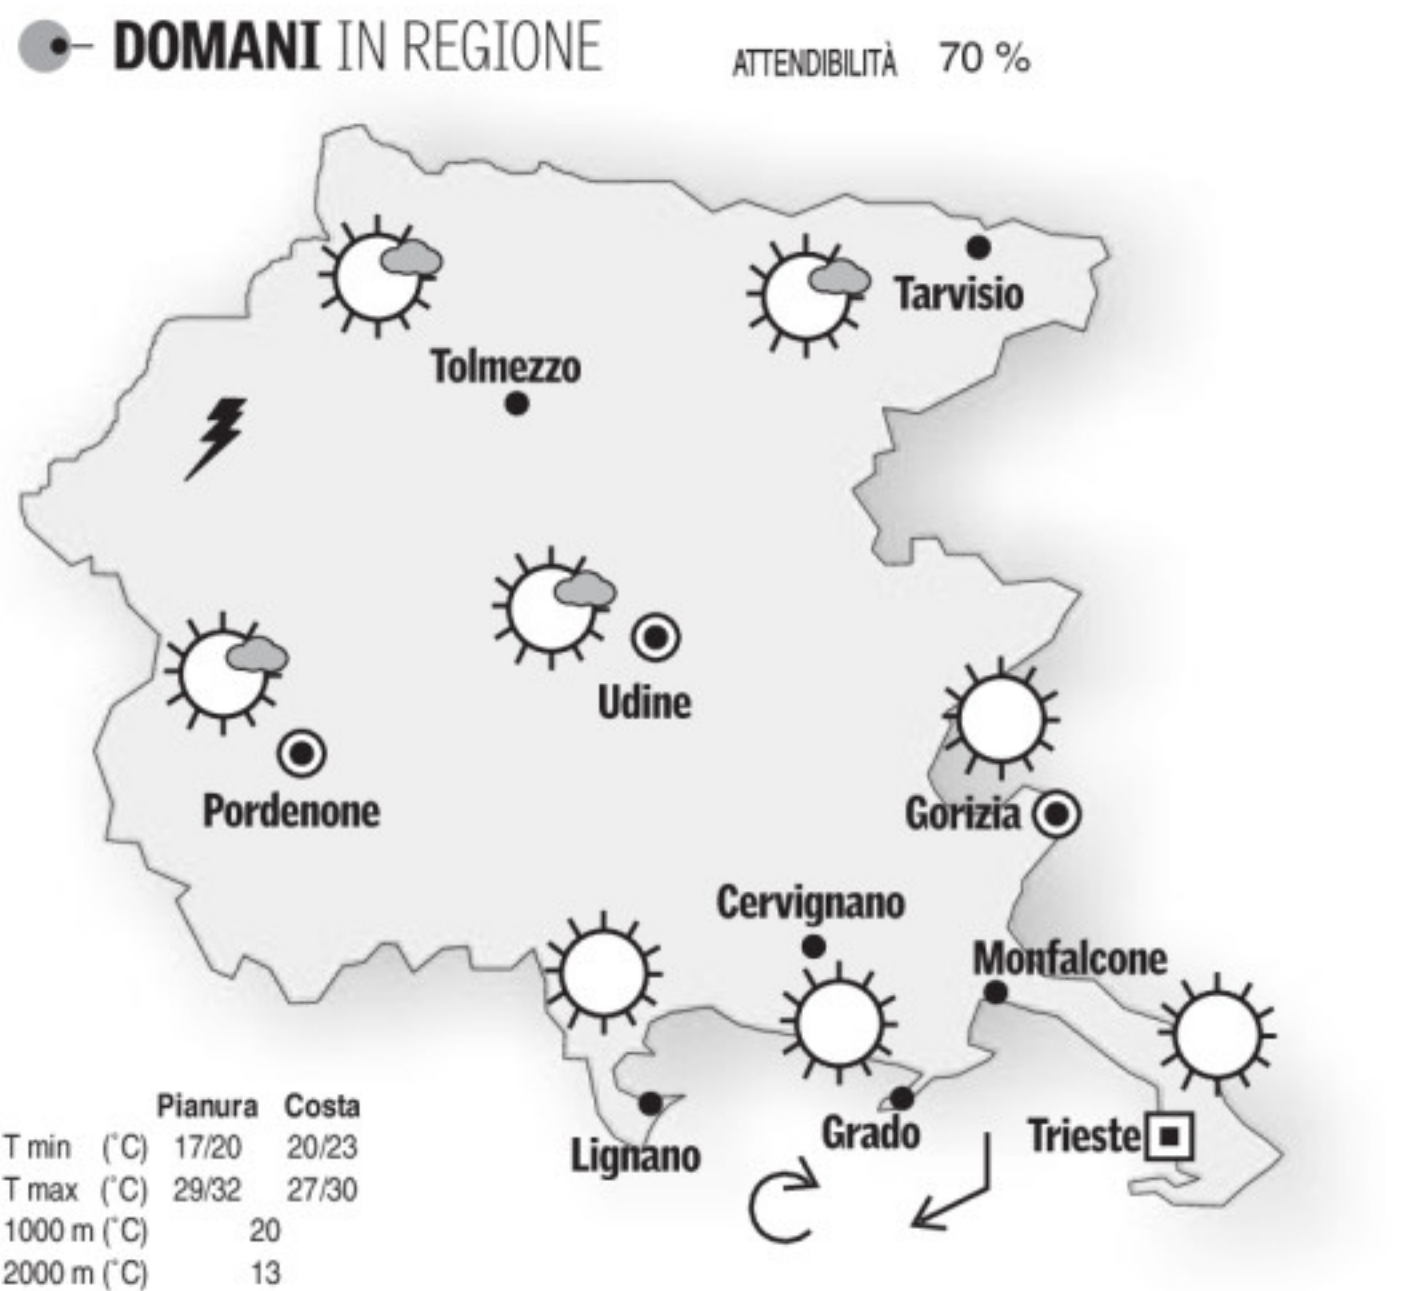 DOMANI IN REGIONE
ATTENDIBILITÀ 70 %
Tarvisio
Tolmezzo
Udine
Pordenone
Gorizia
Cervignano
Monfalcone
Grado
Trieste
Lignano
Pianura Costa
T min (°C) 17/20 20/23
T max (°C) 29/32 27/30
1000 m (°C) 20
2000 m (°C) 13